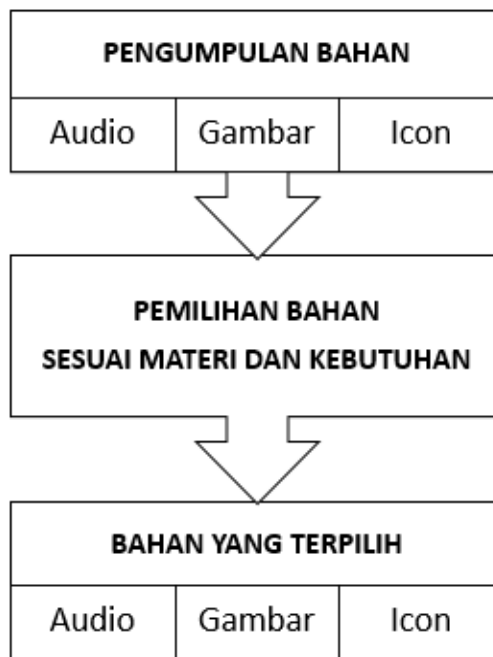 PENGUMPULAN BAHAN
Audio Gambar Icon
PEMILIHAN BAHAN
SESUAI MATERI DAN KEBUTUHAN
BAHAN YANG TERPILIH
Audio Gambar Icon